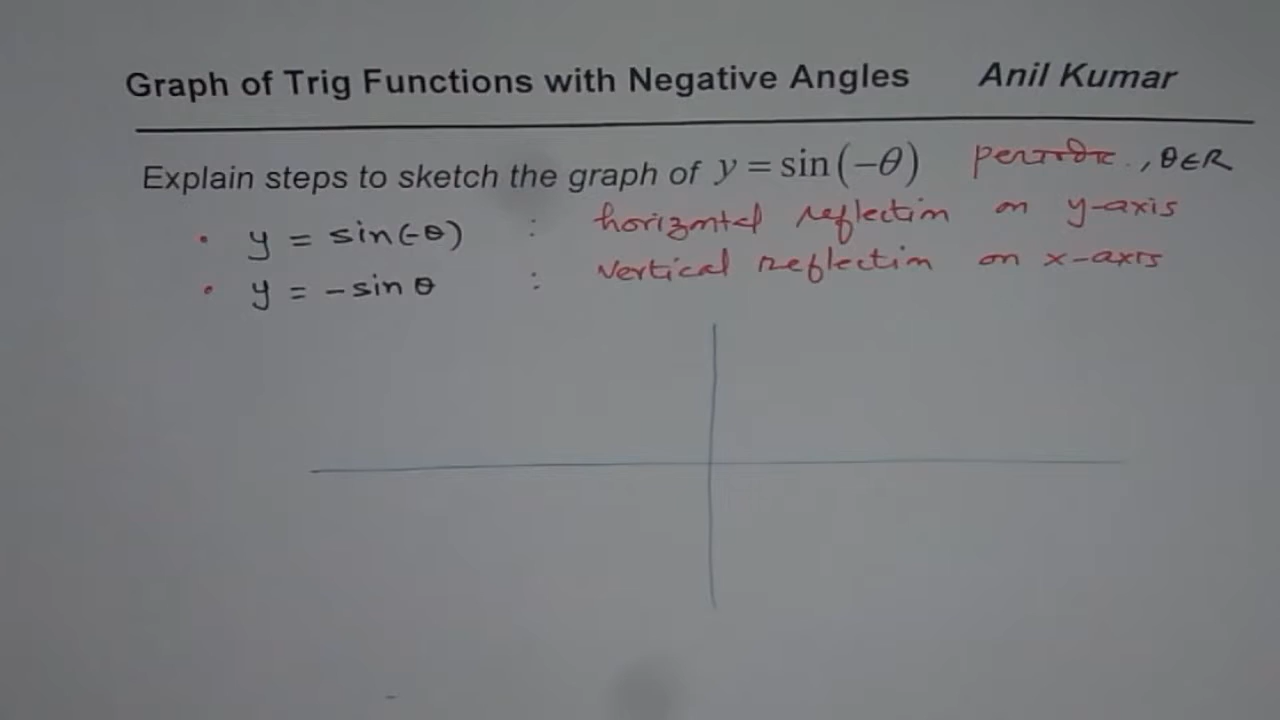 Graph of Trig Functions with Negative Angles Anil Kumar
Explain steps to sketch the graph of y = sin(−θ) periodic., θ∈R
• y = sin(-θ) : horizontal reflection on y-axis
• y = -sin θ : vertical reflection on x-axis